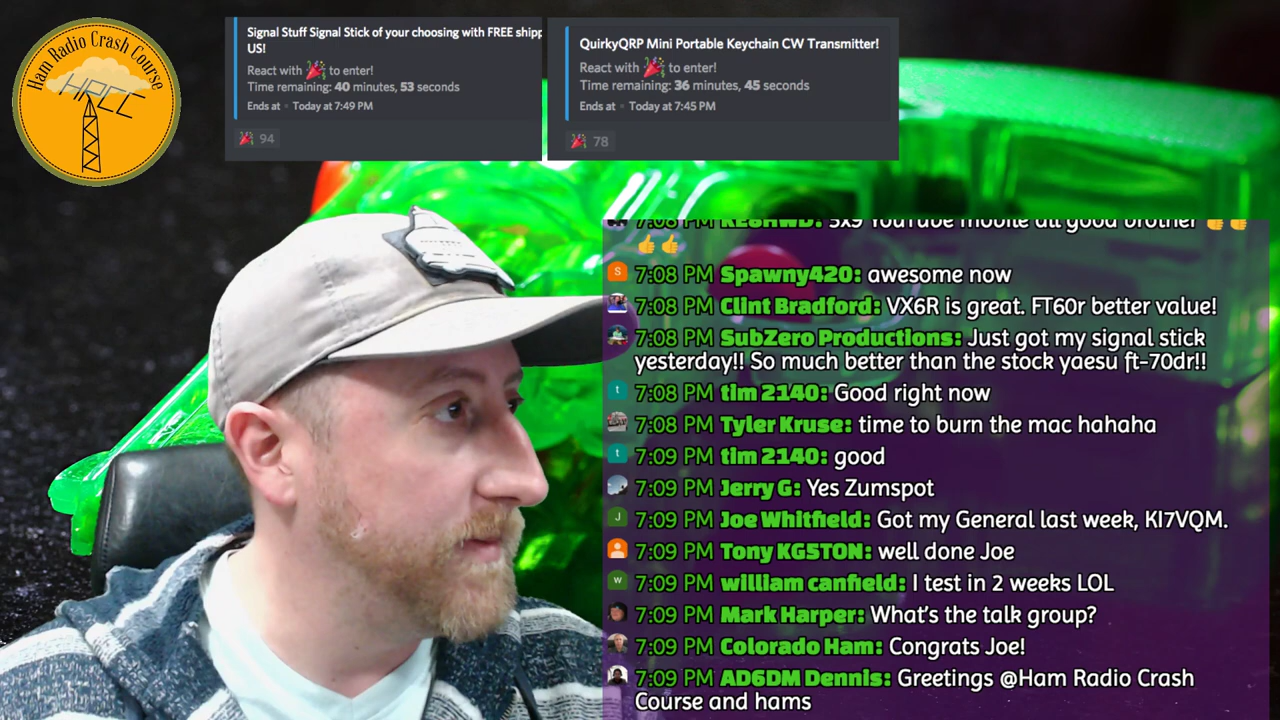 Ham Radio Crash Course
HRCC
Signal Stuff Signal Stick of your choosing with FREE shipp
US!
React with 🎉 to enter!
Time remaining: 40 minutes, 53 seconds
Ends at • Today at 7:49 PM
🎉 94
QuirkyQRP Mini Portable Keychain CW Transmitter!
React with 🎉 to enter!
Time remaining: 36 minutes, 45 seconds
Ends at • Today at 7:45 PM
🎉 78
7:08 PM KE8HWD: 5x9 YouTube mobile all good brother 👍👍
👍👍
S 7:08 PM Spawny420: awesome now
7:08 PM Clint Bradford: VX6R is great. FT60r better value!
7:08 PM SubZero Productions: Just got my signal stick
yesterday!! So much better than the stock yaesu ft-70dr!!
t 7:08 PM tim 2140: Good right now
7:08 PM Tyler Kruse: time to burn the mac hahaha
t 7:09 PM tim 2140: good
7:09 PM Jerry G: Yes Zumspot
J 7:09 PM Joe Whitfield: Got my General last week, KI7VQM.
7:09 PM Tony KG5TON: well done Joe
w 7:09 PM william canfield: I test in 2 weeks LOL
7:09 PM Mark Harper: What's the talk group?
7:09 PM Colorado Ham: Congrats Joe!
7:09 PM AD6DM Dennis: Greetings @Ham Radio Crash
Course and hams